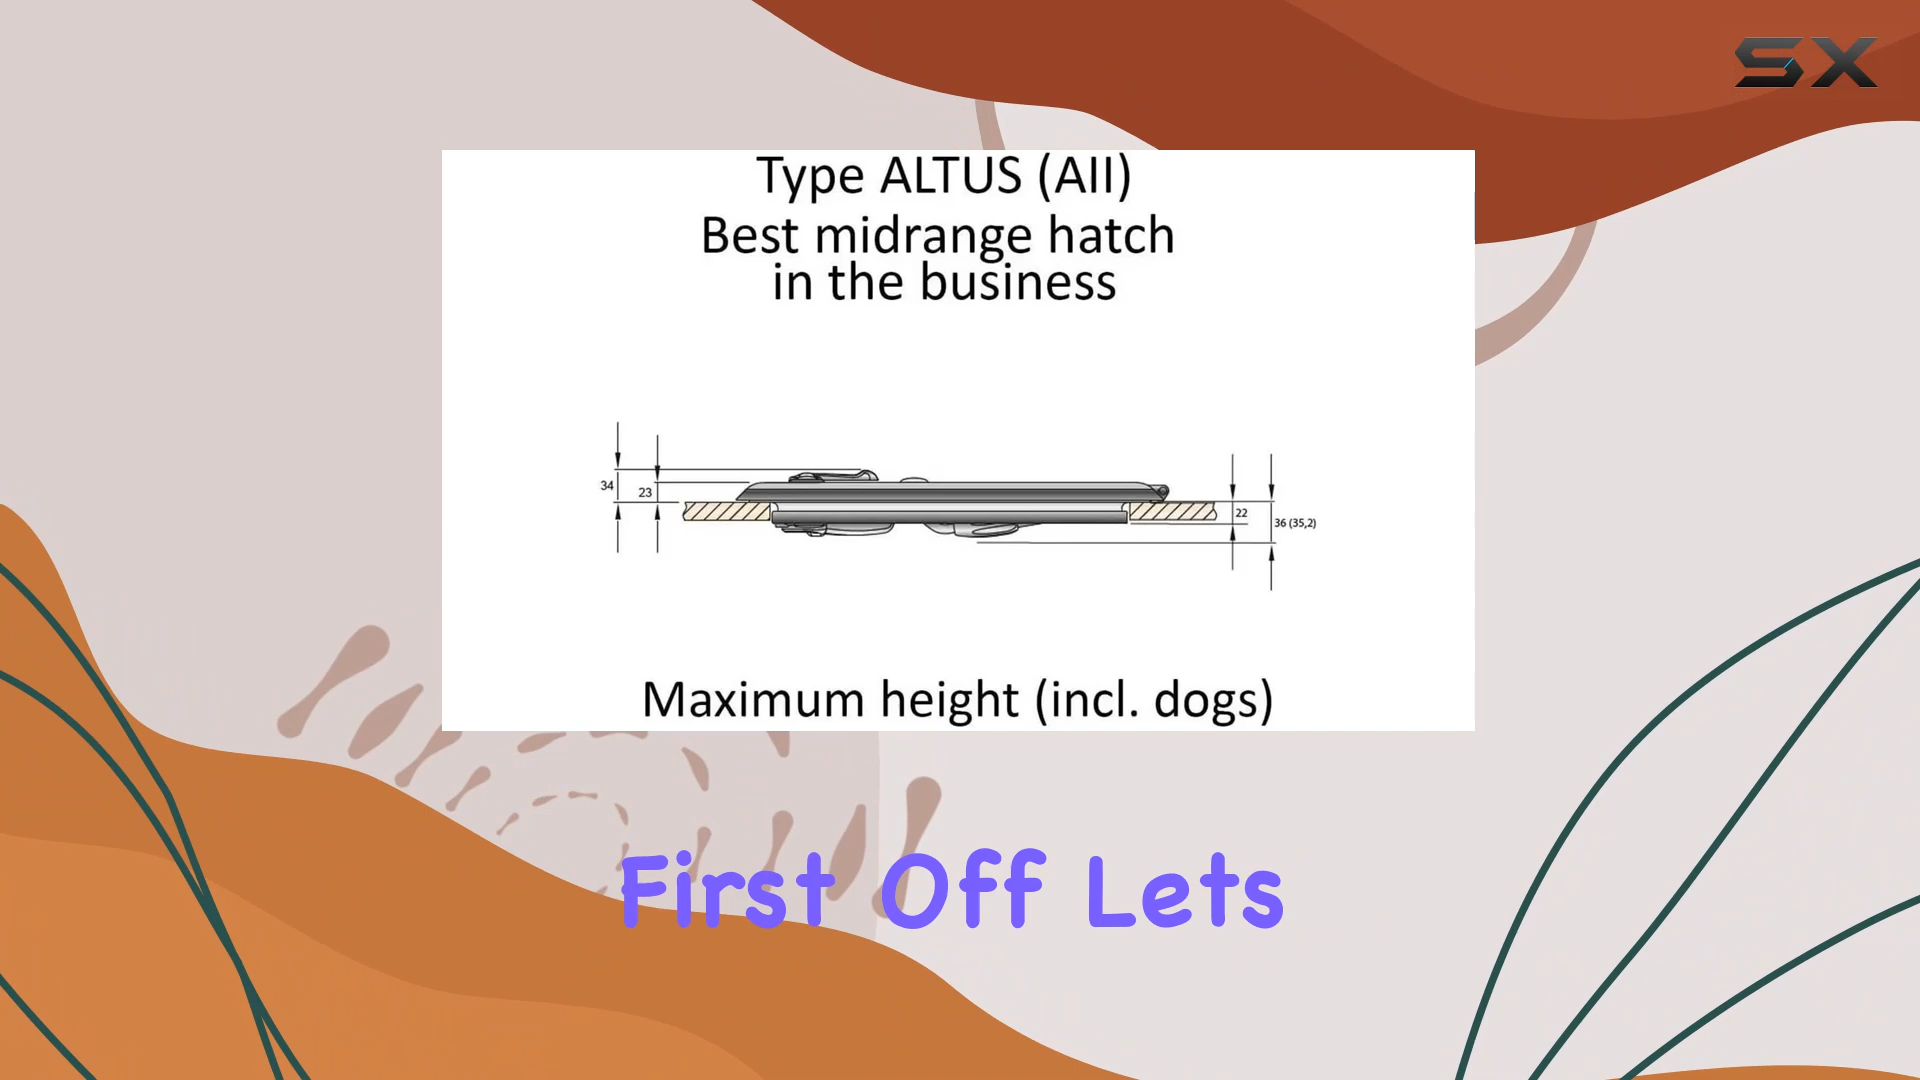 SX
Type ALTUS (AII)
Best midrange hatch
in the business
34
23
22
36 (35,2)
Maximum height (incl. dogs)
First Off Lets